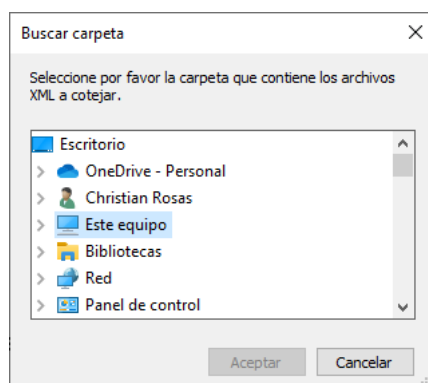 Buscar carpeta
Seleccione por favor la carpeta que contiene los archivos
XML a cotejar.
Escritorio
OneDrive - Personal
Christian Rosas
Este equipo
Bibliotecas
Red
Panel de control
Aceptar
Cancelar